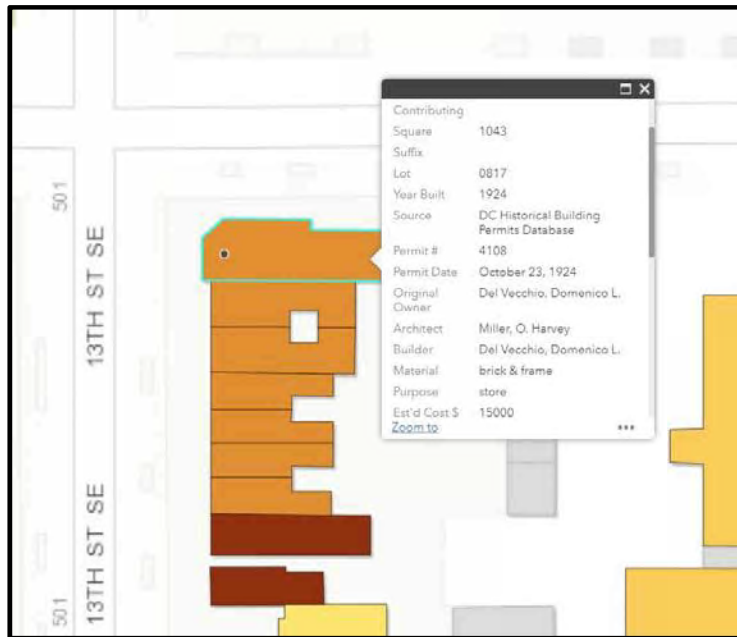 501
13TH ST SE
13TH ST SE
501
Contributing
Square 1043
Suffix
Lot 0817
Year Built 1924
Source DC Historical Building
Permits Database
Permit # 4108
Permit Date October 23, 1924
Original Del Vecchio, Domenico L.
Owner
Architect Miller, O. Harvey
Builder Del Vecchio, Domenico L.
Material brick & frame
Purpose store
Est'd Cost $ 15000
Zoom to